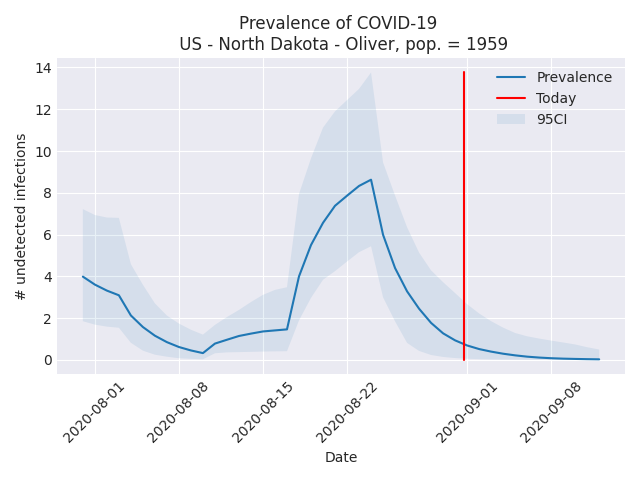 Prevalence of COVID-19
US - North Dakota - Oliver, pop. = 1959
14
12
10
8
6
4
2
0
# undetected infections
Prevalence
Today
95CI
2020-08-01
2020-08-08
2020-08-15
2020-08-22
2020-09-01
2020-09-08
Date